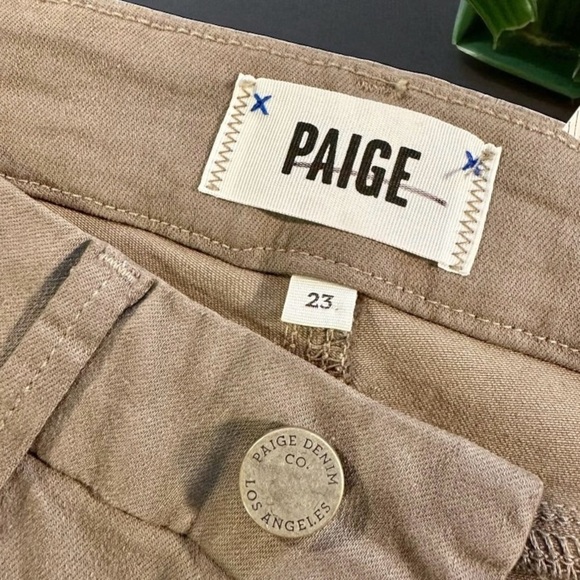 PAIGE
23
PAIGE DENIM
CO.
LOS ANGELES